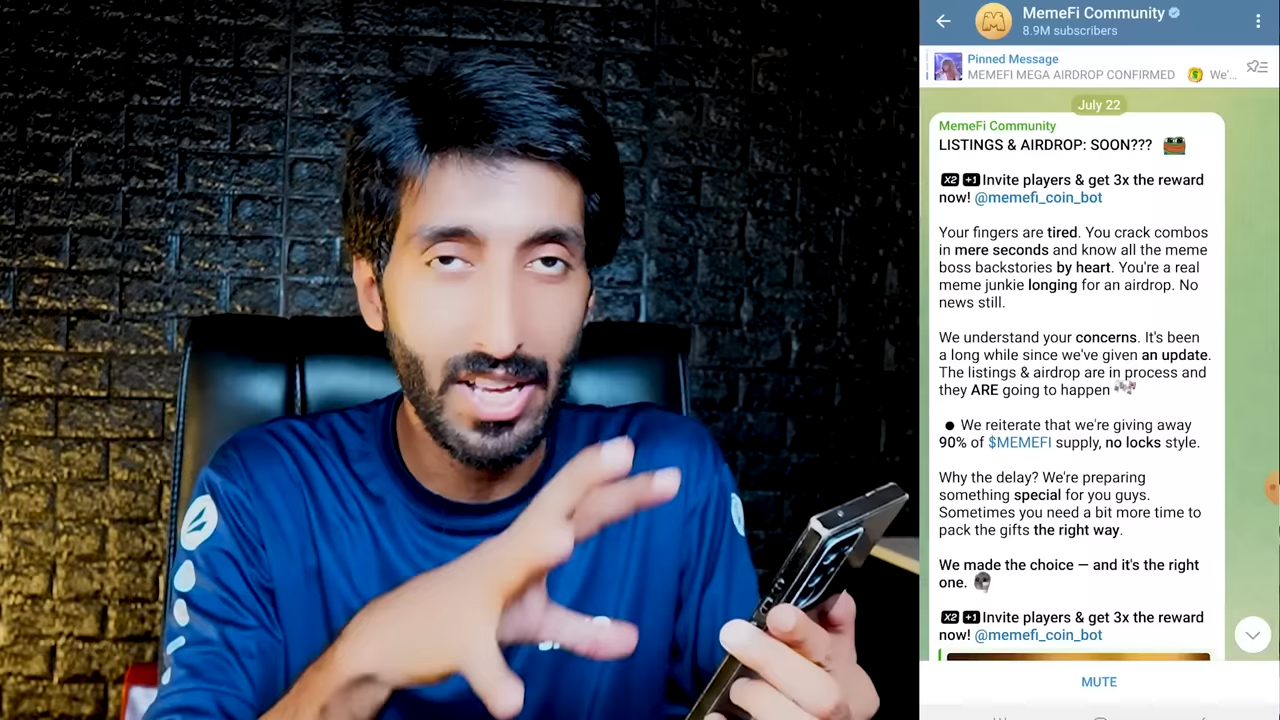 MemeFi Community
8.9M subscribers
Pinned Message
MEMEFI MEGA AIRDROP CONFIRMED We'...
July 22
MemeFi Community
LISTINGS & AIRDROP: SOON???
X2 +1 Invite players & get 3x the reward
now! @memefi_coin_bot
Your fingers are tired. You crack combos
in mere seconds and know all the meme
boss backstories by heart. You're a real
meme junkie longing for an airdrop. No
news still.
We understand your concerns. It's been
a long while since we've given an update.
The listings & airdrop are in process and
they ARE going to happen
● We reiterate that we're giving away
90% of $MEMEFI supply, no locks style.
Why the delay? We're preparing
something special for you guys.
Sometimes you need a bit more time to
pack the gifts the right way.
We made the choice — and it's the right
one.
X2 +1 Invite players & get 3x the reward
now! @memefi_coin_bot
MUTE